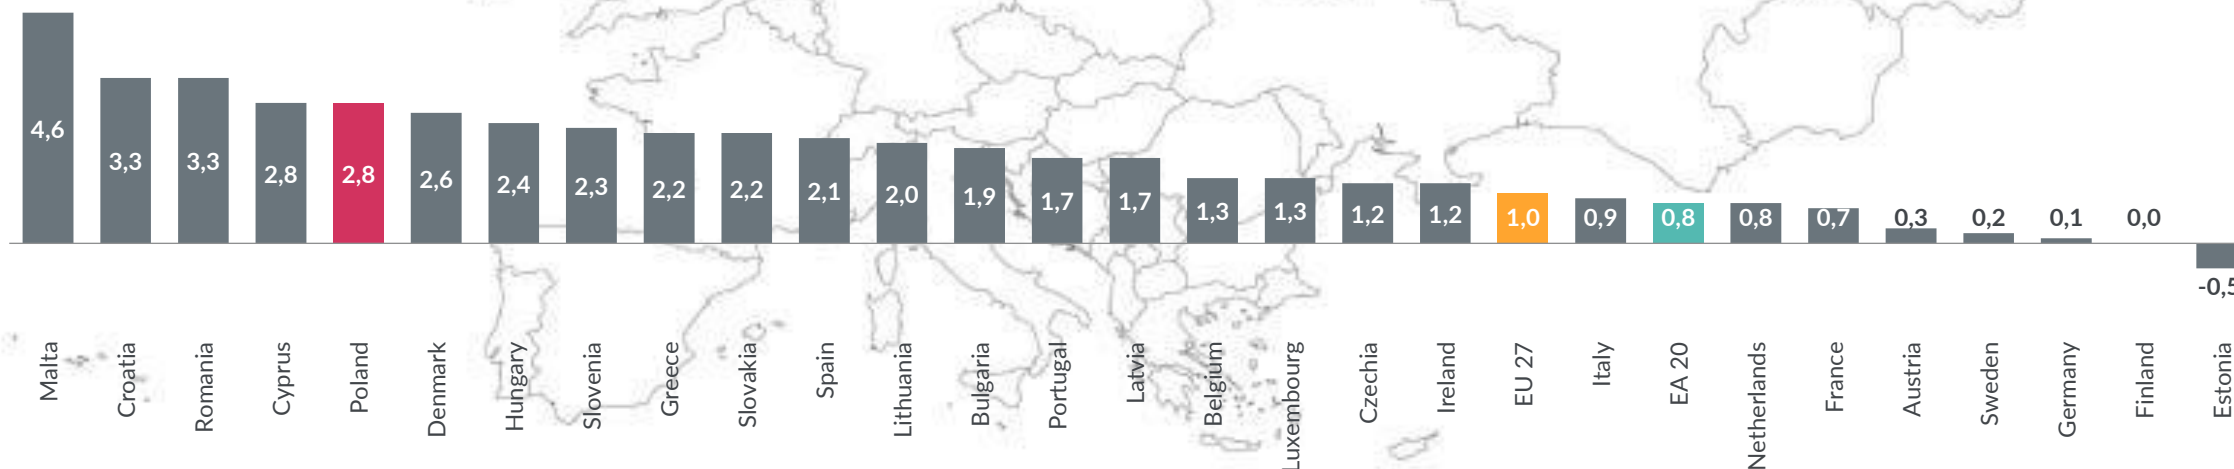 4,6
3,3
3,3
2,8
2,8
2,6
2,4
2,3
2,2
2,2
2,1
2,0
1,9
1,7
1,7
1,3
1,3
1,2
1,2
1,0
0,9
0,8
0,8
0,7
0,3
0,2
0,1
0,0
-0,5
Malta
Croatia
Romania
Cyprus
Poland
Denmark
Hungary
Slovenia
Greece
Slovakia
Spain
Lithuania
Bulgaria
Portugal
Latvia
Belgium
Luxembourg
Czechia
Ireland
EU 27
Italy
EA 20
Netherlands
France
Austria
Sweden
Germany
Finland
Estonia